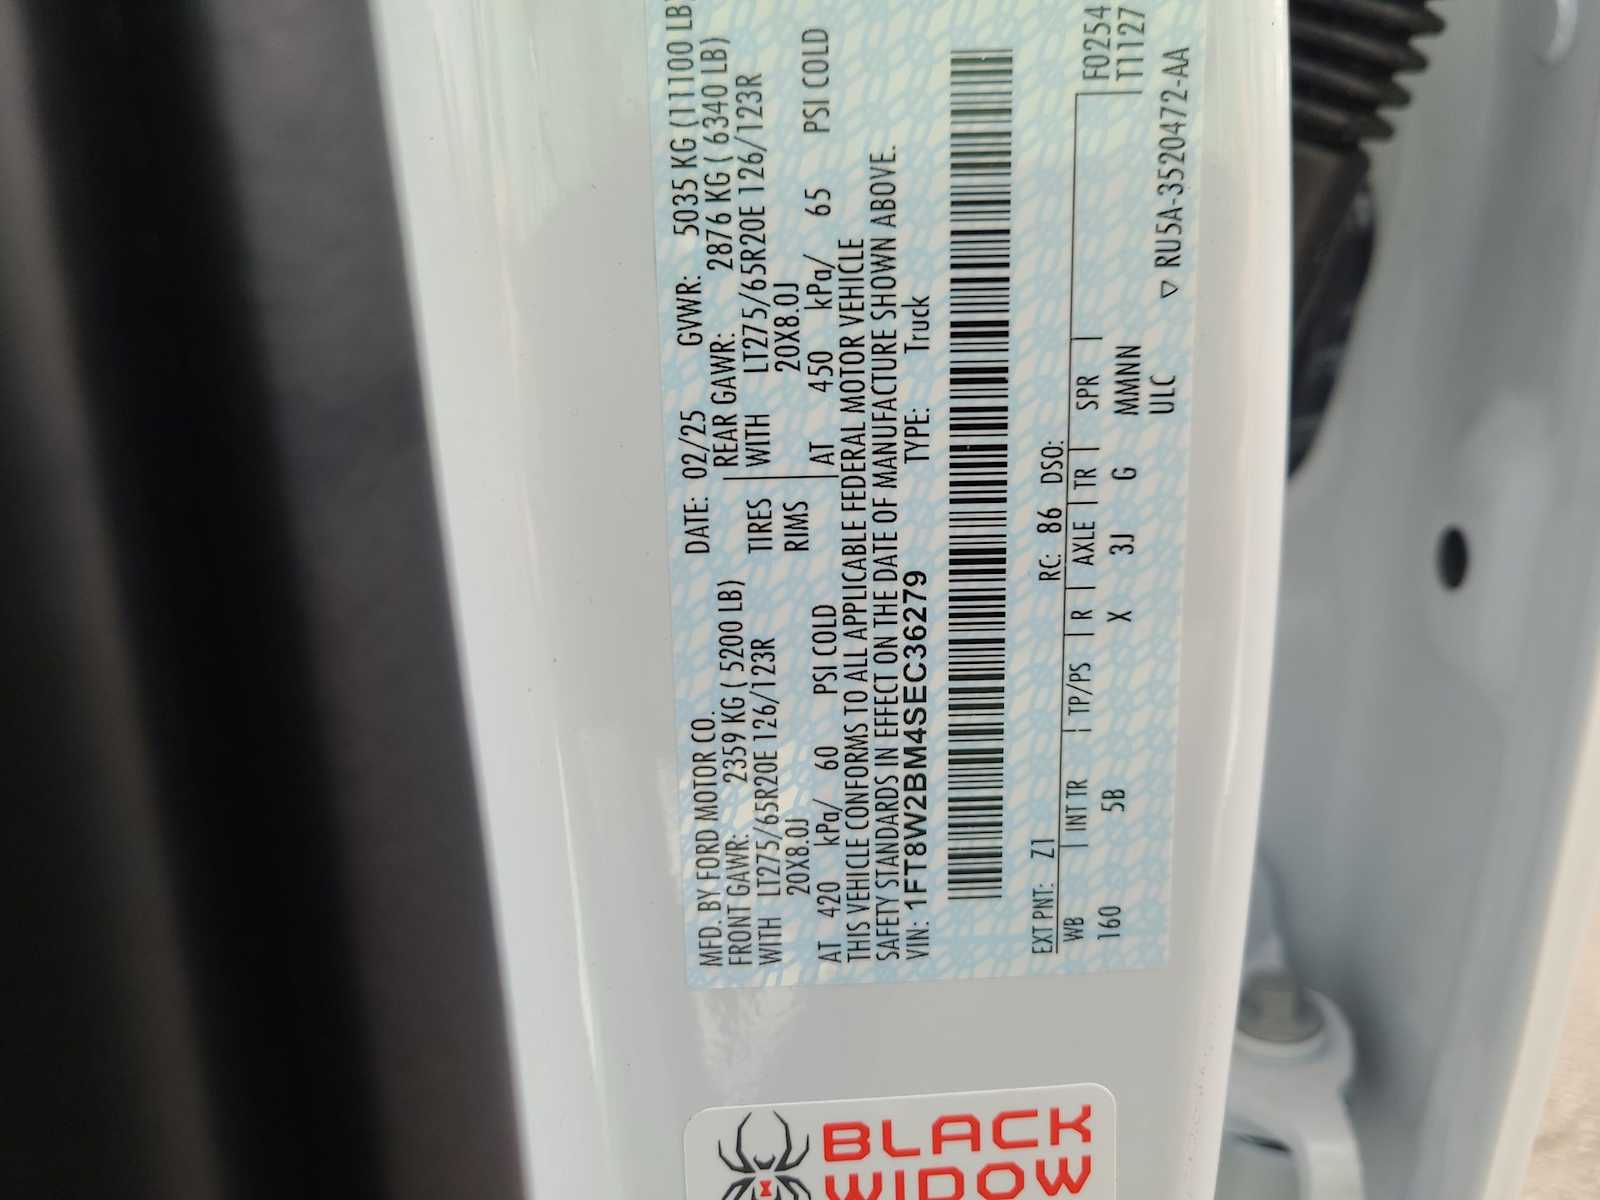 MFD. BY FORD MOTOR CO.
DATE: 02/25 GVWR: 5035 KG (11100 LB)
FRONT GAWR: 2359 KG ( 5200 LB)
REAR GAWR: 2876 KG ( 6340 LB)
WITH LT275/65R20E 126/123R
TIRES
WITH LT275/65R20E 126/123R
20X8.0J
RIMS
20X8.0J
AT 420 kPa/ 60 PSI COLD
AT 450 kPa/ 65 PSI COLD
THIS VEHICLE CONFORMS TO ALL APPLICABLE FEDERAL MOTOR VEHICLE
SAFETY STANDARDS IN EFFECT ON THE DATE OF MANUFACTURE SHOWN ABOVE.
VIN: 1FT8W2BM4SEC36279 TYPE: Truck
F0254
T1127
EXT PNT: Z1 RC: 86 DSO:
WB | INT TR | TP/PS | R | AXLE | TR | SPR |
160 5B X 3J G MMNN
ULC ▽ RU5A-3520472-AA
BLACK
WIDOW